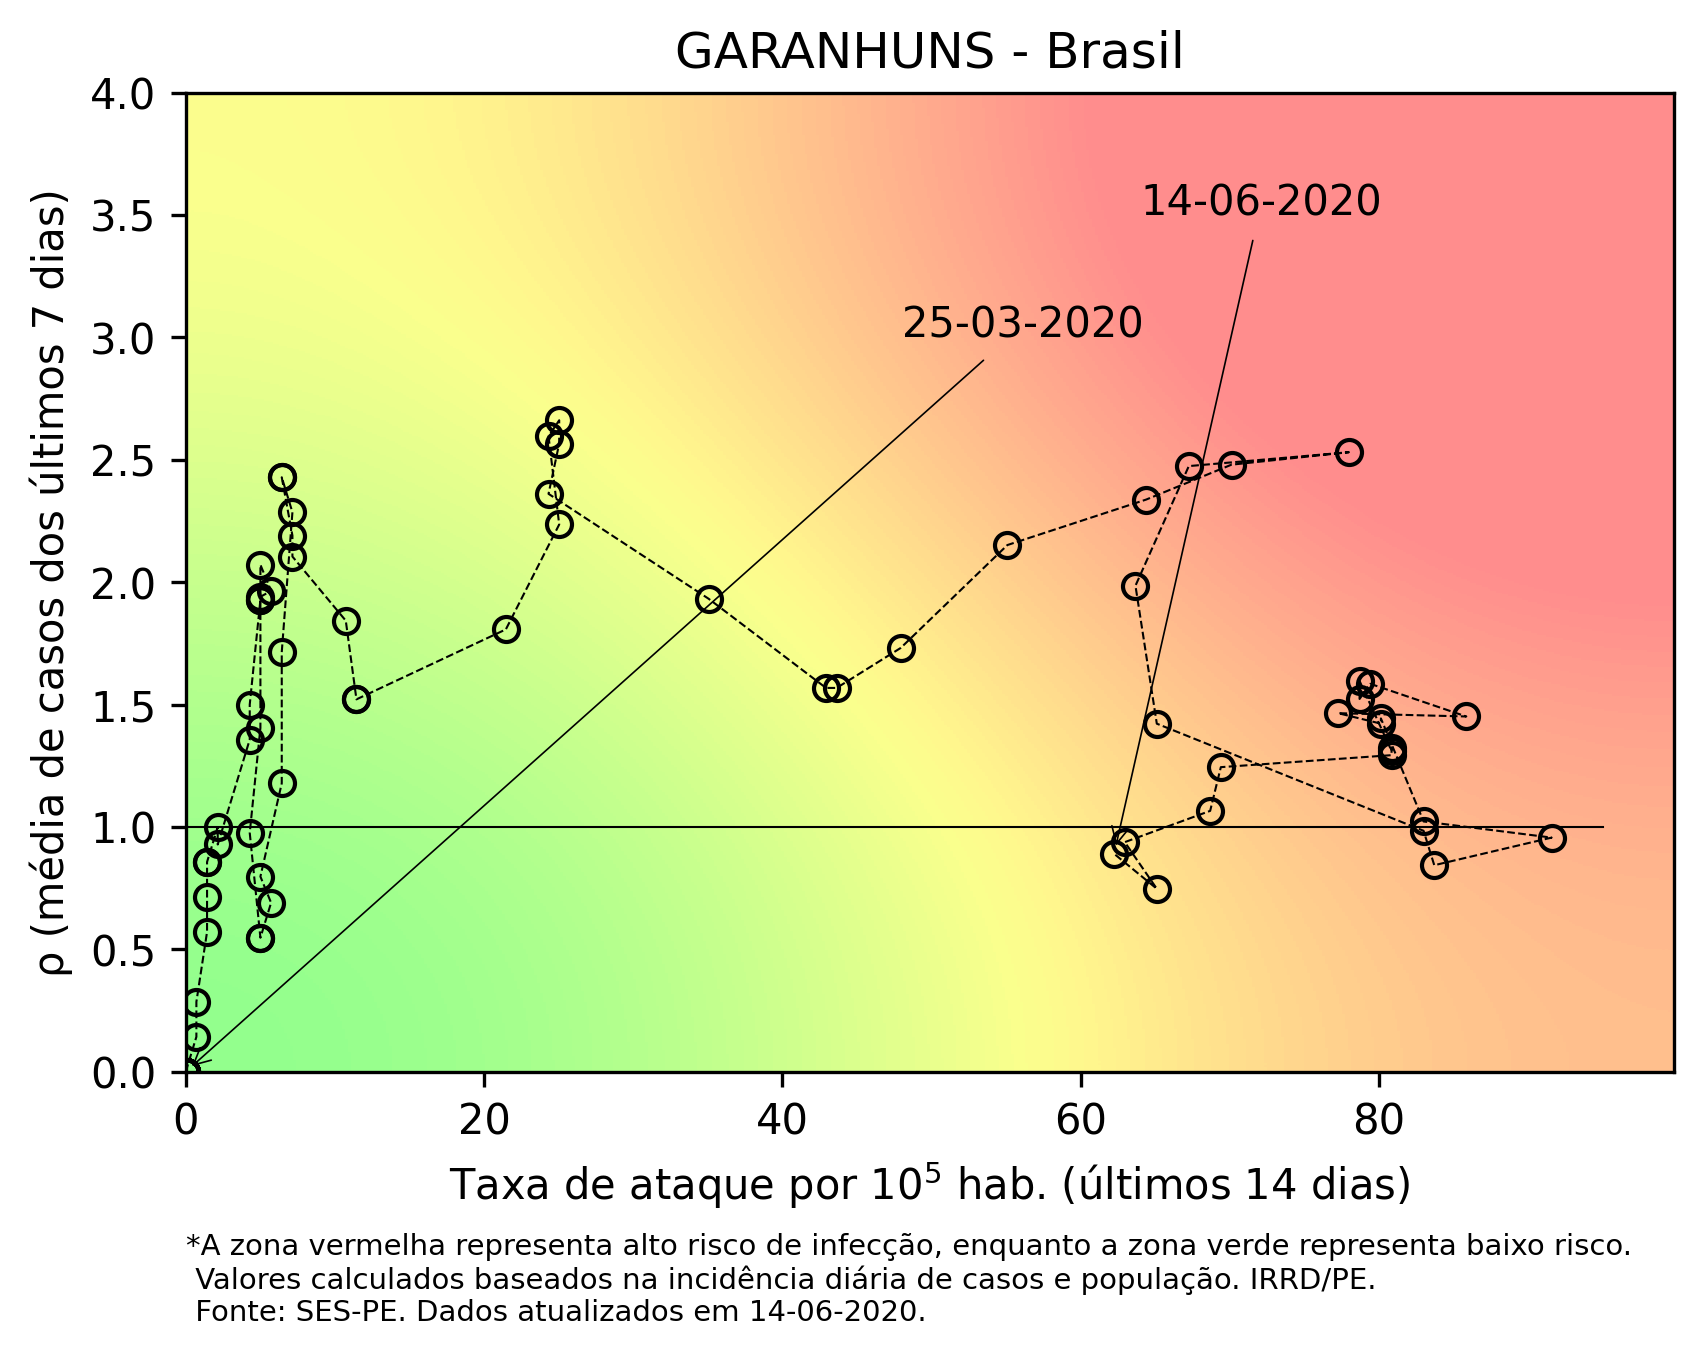 GARANHUNS - Brasil
4.0
3.5
3.0
2.5
2.0
1.5
1.0
0.5
0.0
ρ (média de casos dos últimos 7 dias)
14-06-2020
25-03-2020
0 20 40 60 80
Taxa de ataque por 10⁵ hab. (últimos 14 dias)
*A zona vermelha representa alto risco de infecção, enquanto a zona verde representa baixo risco.
Valores calculados baseados na incidência diária de casos e população. IRRD/PE.
Fonte: SES-PE. Dados atualizados em 14-06-2020.